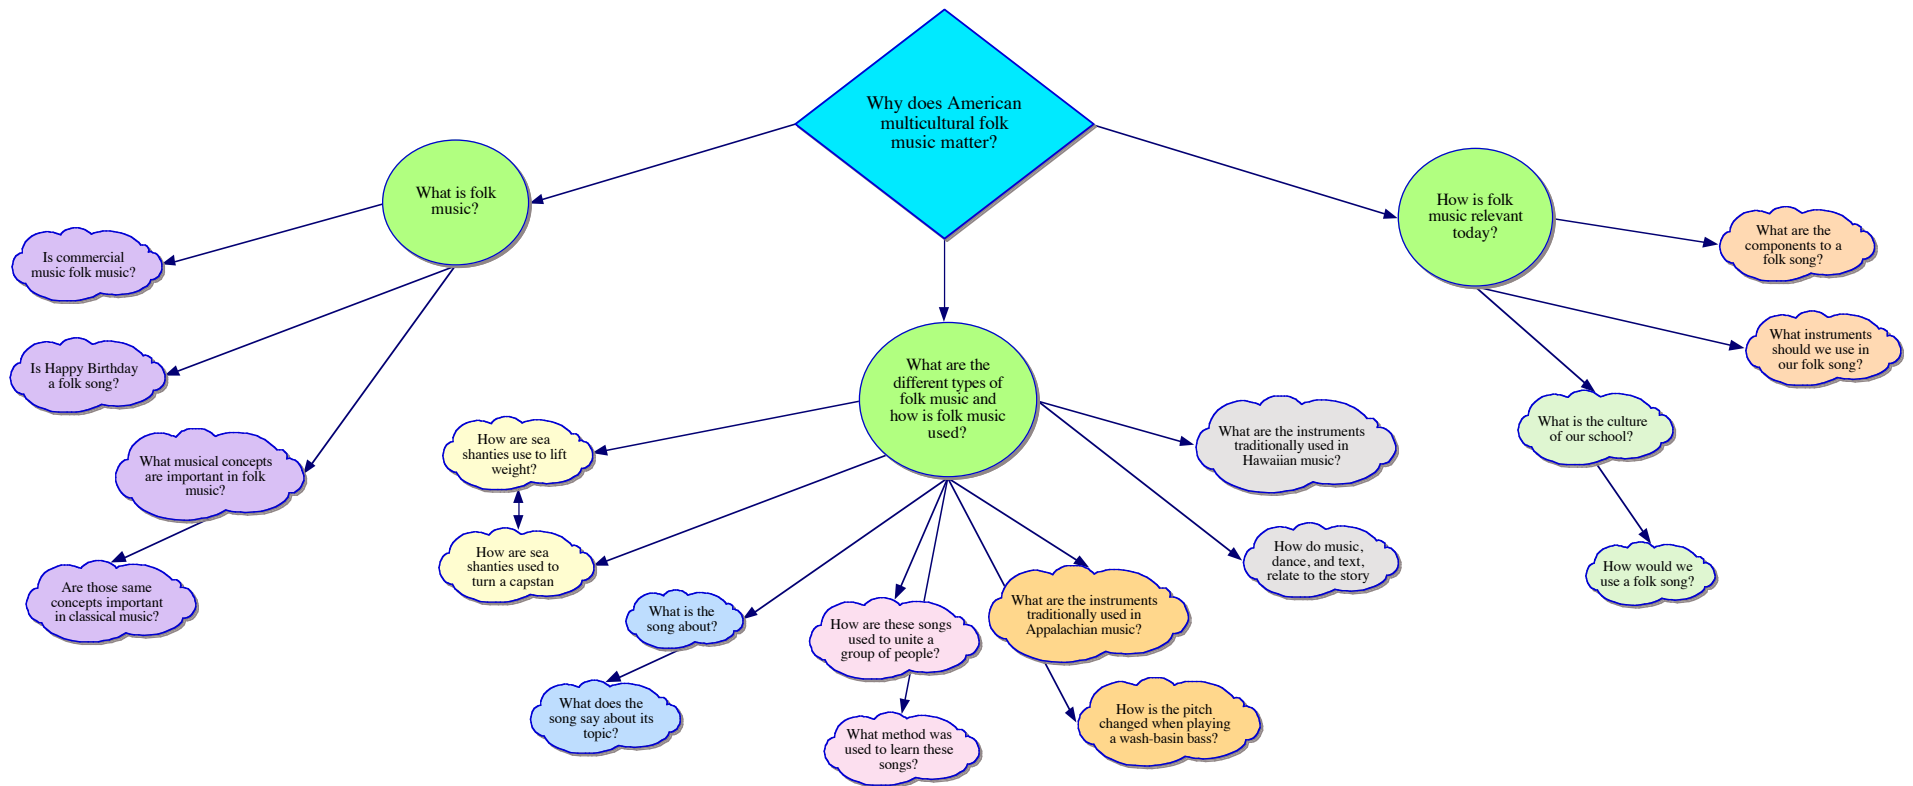 Why does American
multicultural folk
music matter?
What is folk
music?
How is folk
music relevant
today?
What are the
components to a
folk song?
Is commercial
music folk music?
What instruments
should we use in
our folk song?
Is Happy Birthday
a folk song?
What are the
different types of
folk music and
how is folk music
used?
What is the culture
of our school?
What are the instruments
traditionally used in
Hawaiian music?
How are sea
shanties use to lift
weight?
What musical concepts
are important in folk
music?
How are sea
shanties used to
turn a capstan
How do music,
dance, and text,
relate to the story
How would we
use a folk song?
Are those same
concepts important
in classical music?
What is the
song about?
How are these songs
used to unite a
group of people?
What are the instruments
traditionally used in
Appalachian music?
What does the
song say about its
topic?
What method was
used to learn these
songs?
How is the pitch
changed when playing
a wash-basin bass?